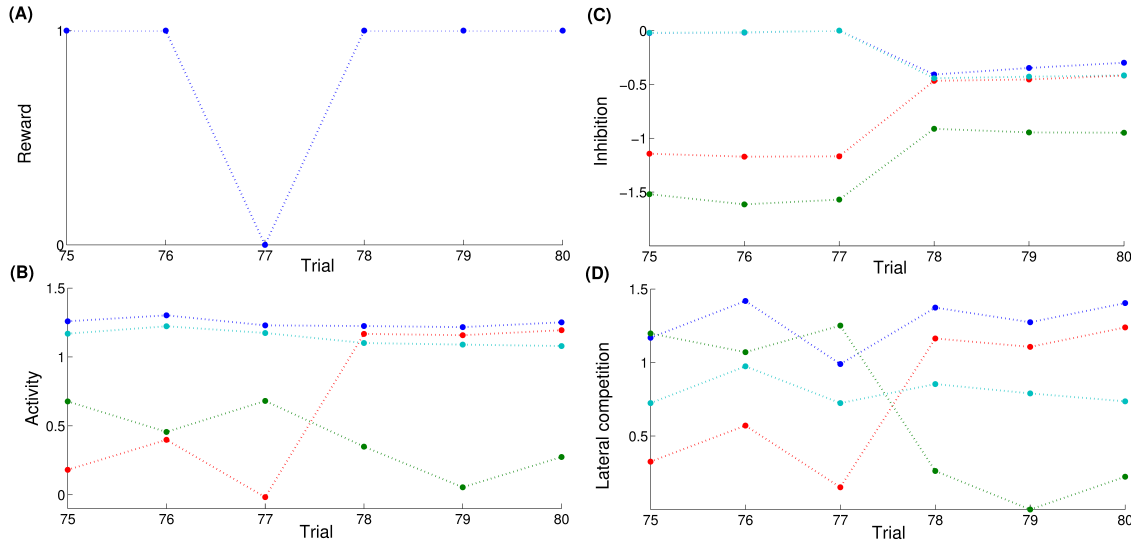 (A)
1
Reward
0
75 76 77 78 79 80
Trial
(B)
1.5
1
Activity
0.5
0
75 76 77 78 79 80
Trial
(C)
0
−0.5
Inhibition
−1
−1.5
75 76 77 78 79 80
Trial
(D)
1.5
1
Lateral competition
0.5
75 76 77 78 79 80
Trial